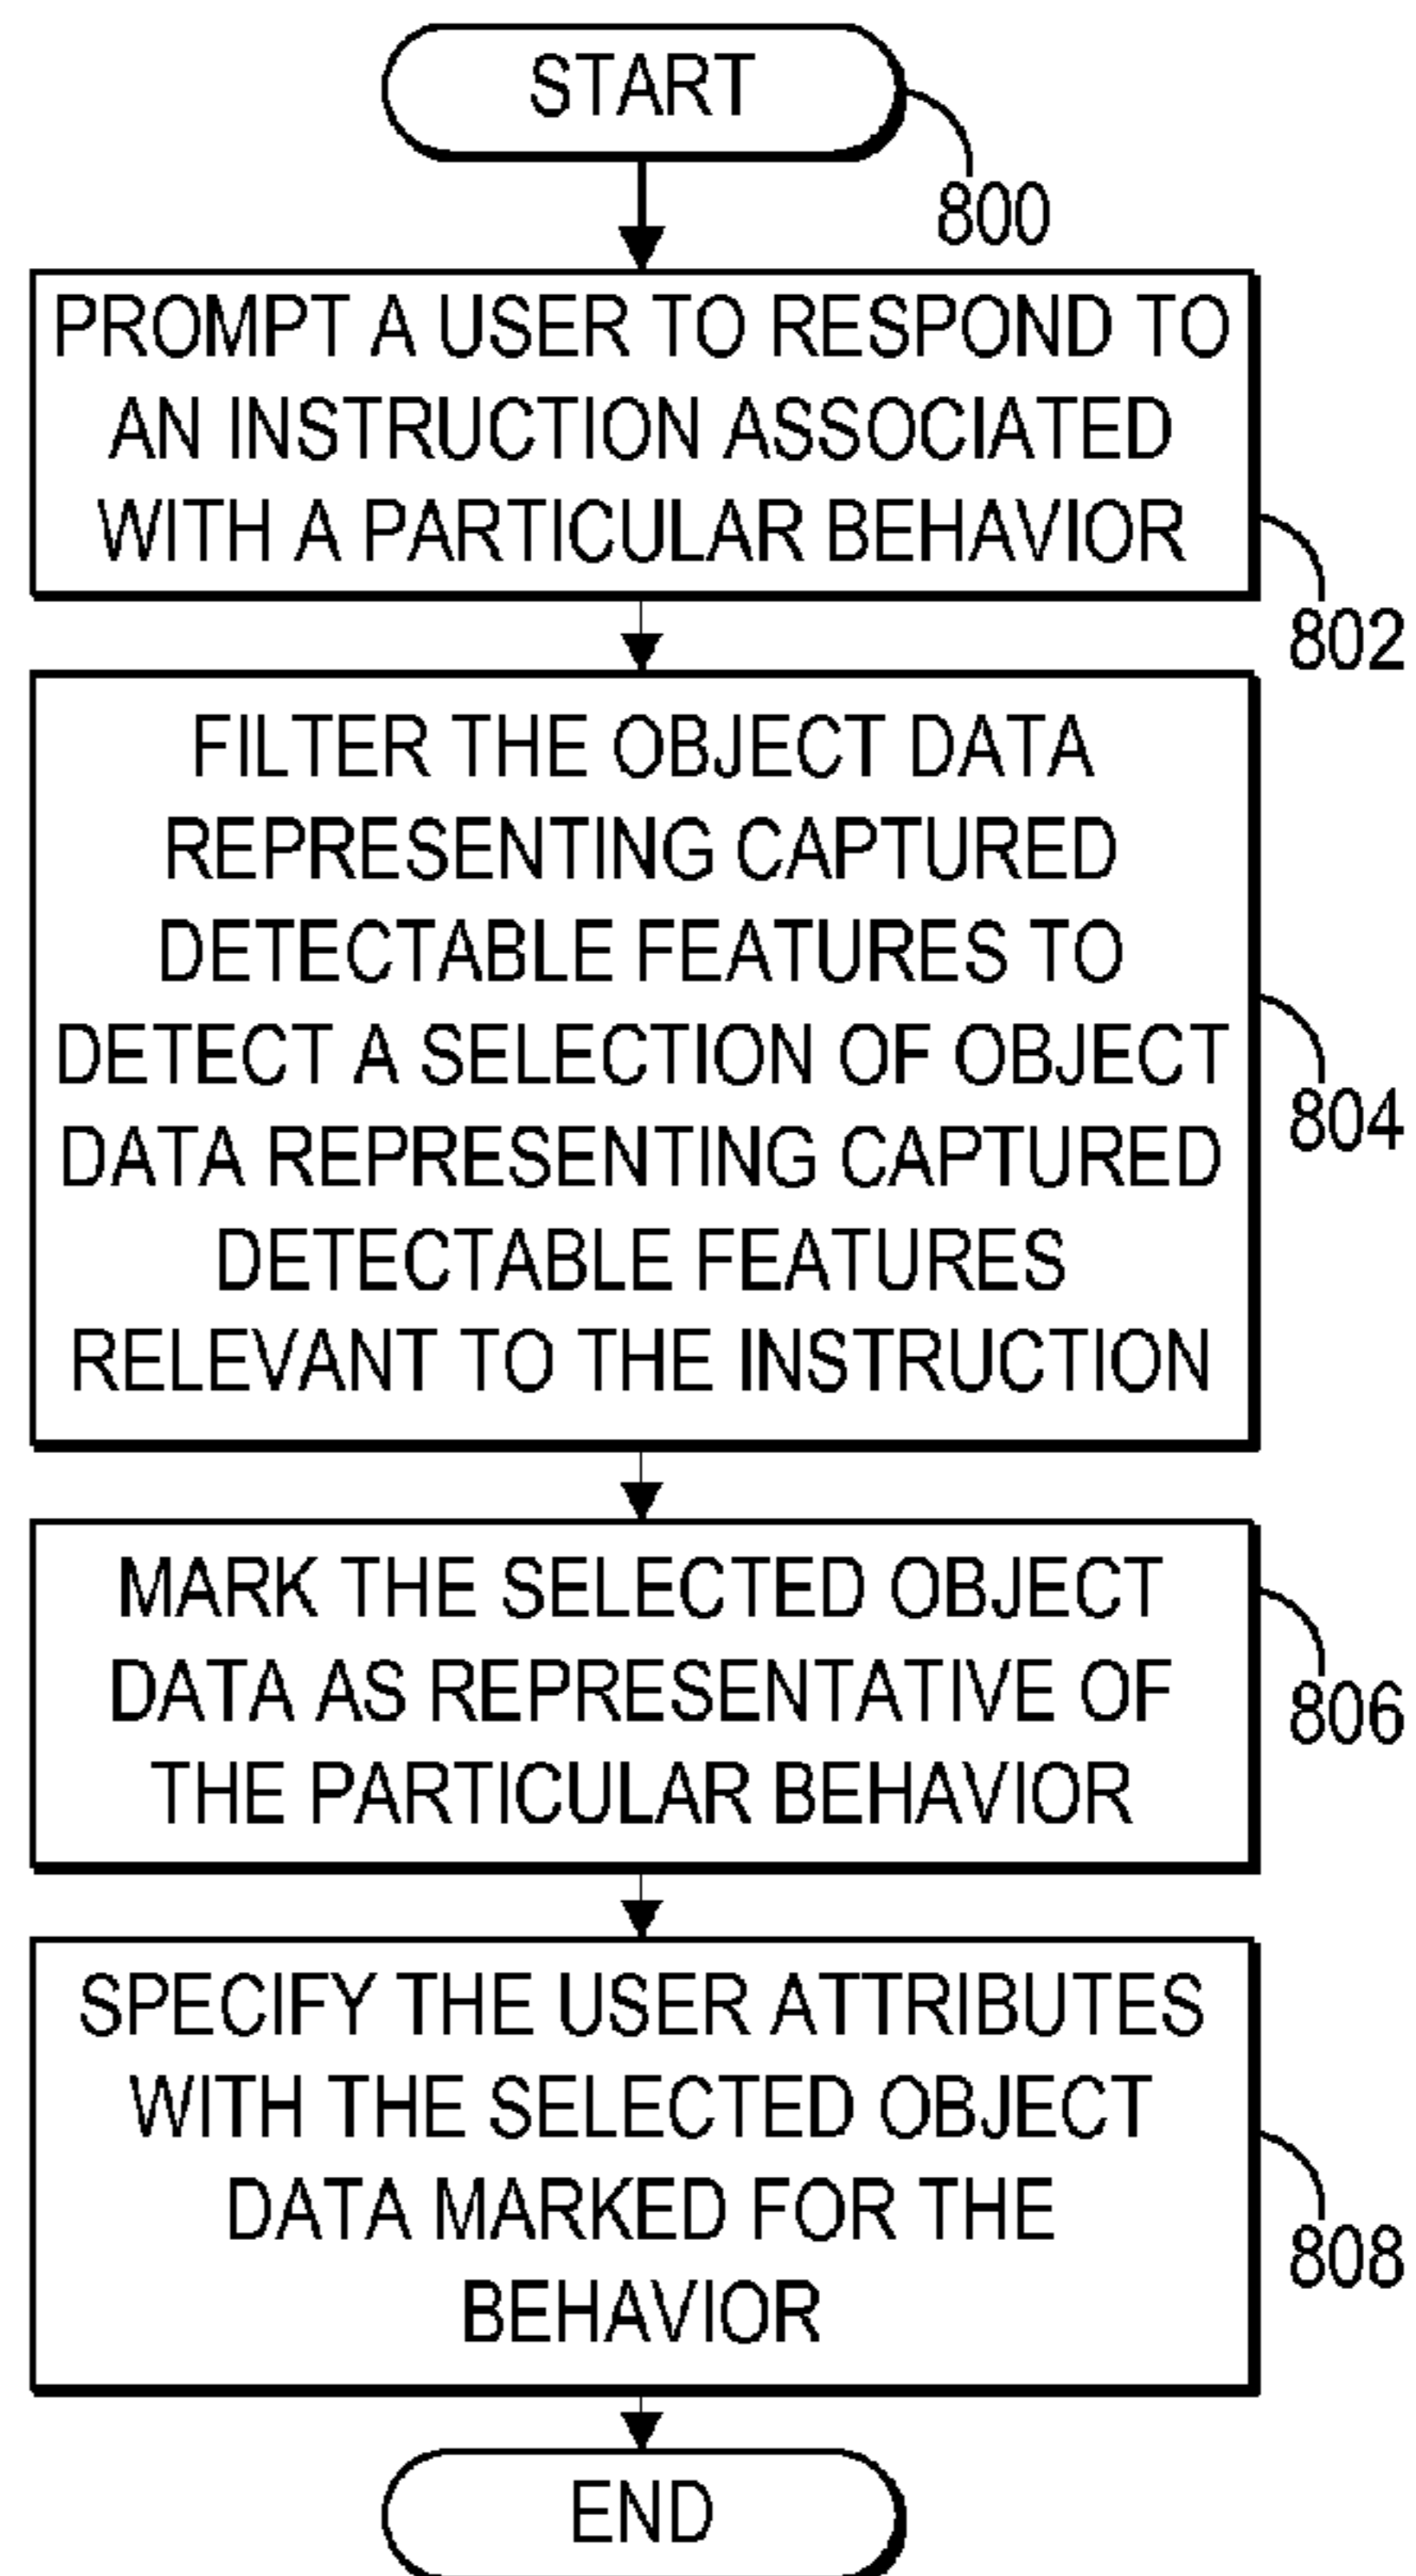 START
800
PROMPT A USER TO RESPOND TO
AN INSTRUCTION ASSOCIATED
WITH A PARTICULAR BEHAVIOR
802
FILTER THE OBJECT DATA
REPRESENTING CAPTURED
DETECTABLE FEATURES TO
DETECT A SELECTION OF OBJECT
DATA REPRESENTING CAPTURED
DETECTABLE FEATURES
RELEVANT TO THE INSTRUCTION
804
MARK THE SELECTED OBJECT
DATA AS REPRESENTATIVE OF
THE PARTICULAR BEHAVIOR
806
SPECIFY THE USER ATTRIBUTES
WITH THE SELECTED OBJECT
DATA MARKED FOR THE
BEHAVIOR
808
END